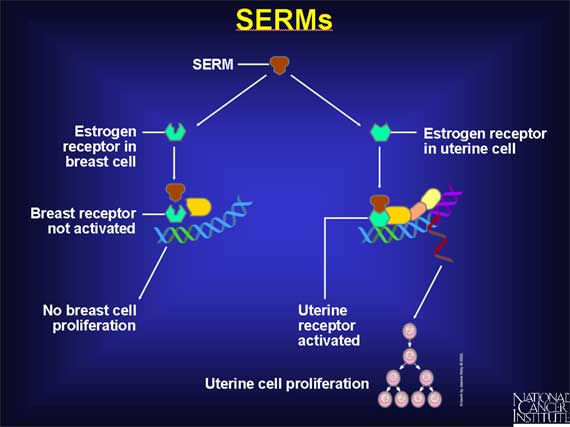 SERMs
SERM
Estrogen
receptor in
breast cell
Estrogen receptor
in uterine cell
Breast receptor
not activated
No breast cell
proliferation
Uterine
receptor
activated
Uterine cell proliferation
NATIONAL
CANCER
INSTITUTE